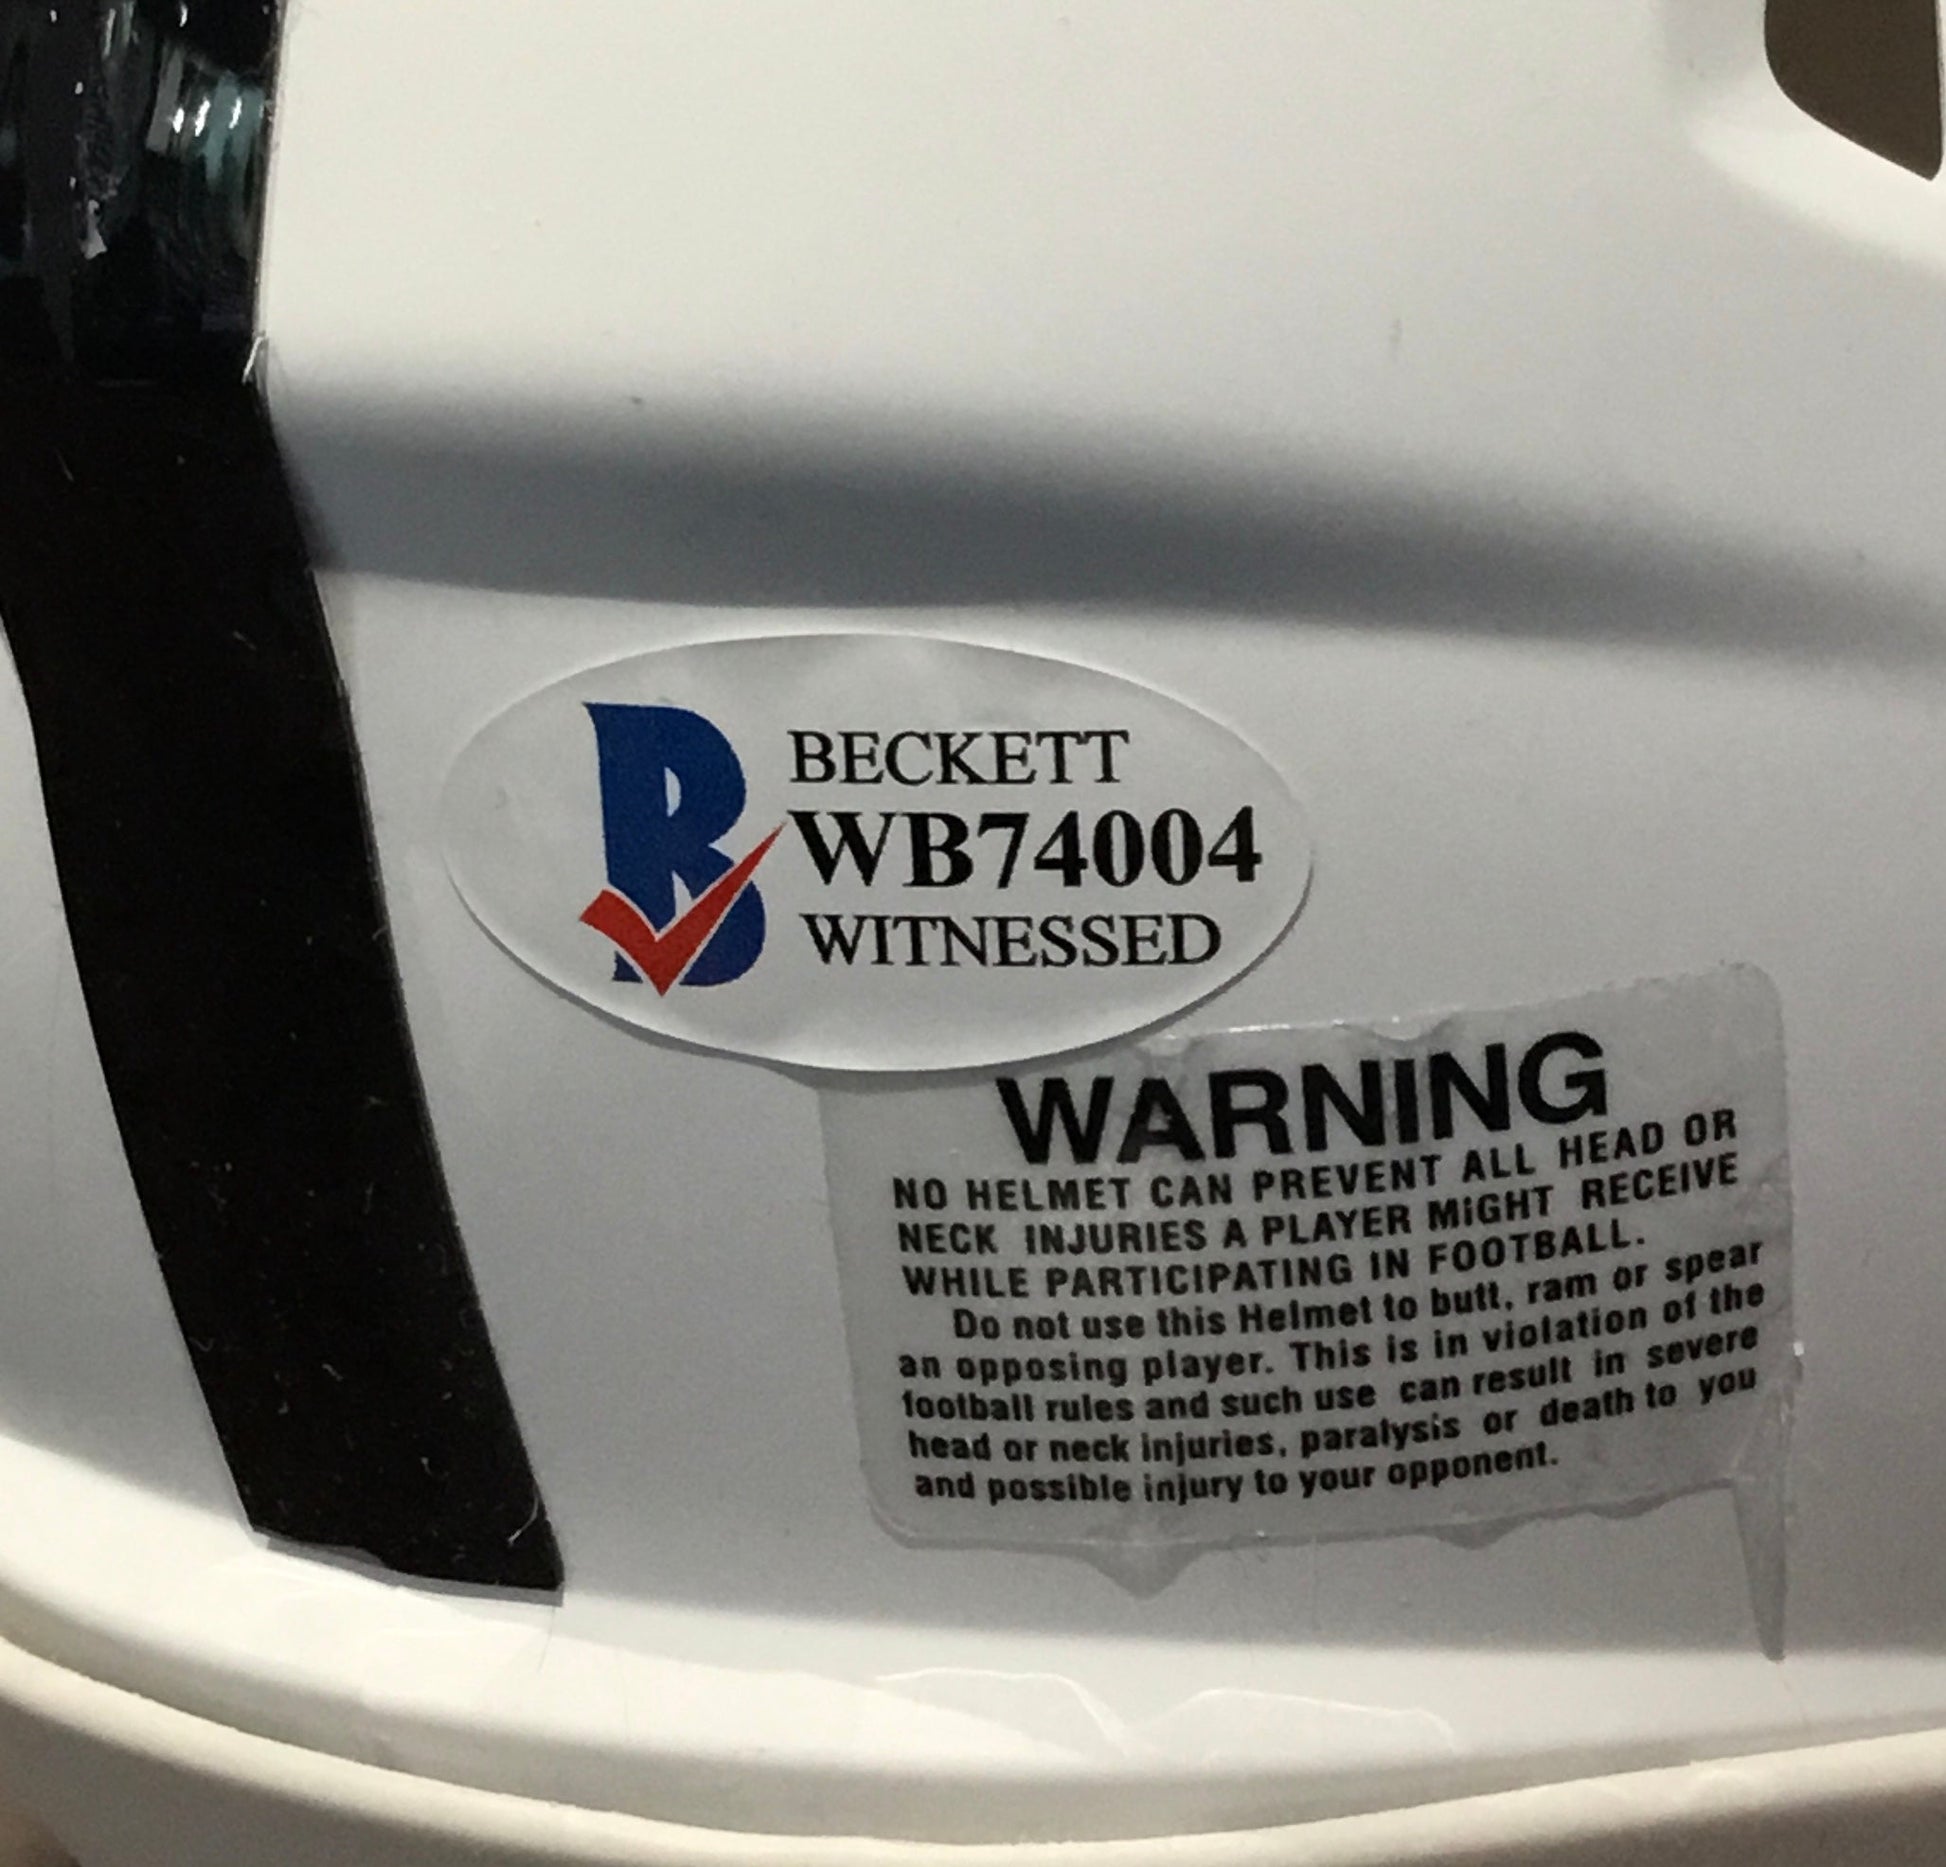 BECKETT
WB74004
WITNESSED
WARNING
NO HELMET CAN PREVENT ALL HEAD OR
NECK INJURIES A PLAYER MiGHT RECEIVE
WHILE PARTICIPATING IN FOOTBALL.
Do not use this Helmet to butt, ram or spear
an opposing player. This is in violation of the
football rules and such use can result in severe
head or neck injuries, paralysis or death to you
and possible injury to your opponent.